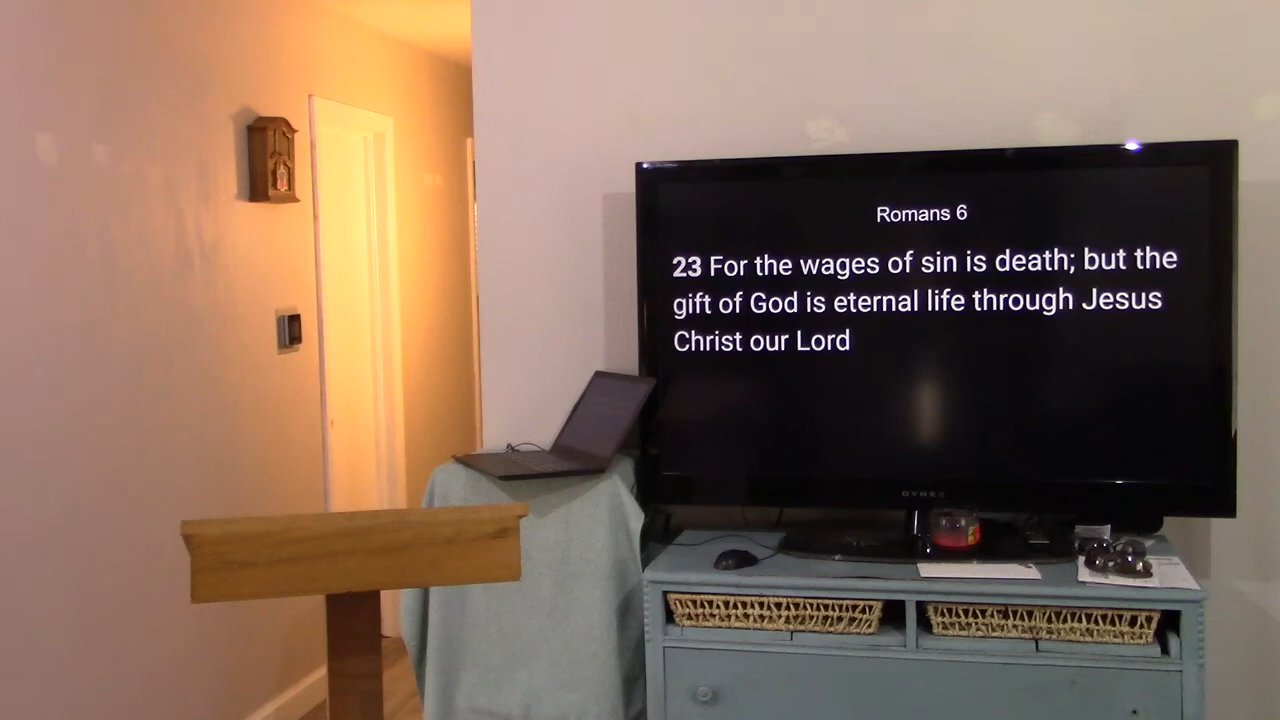 Romans 6
23 For the wages of sin is death; but the
gift of God is eternal life through Jesus
Christ our Lord
DYNEX